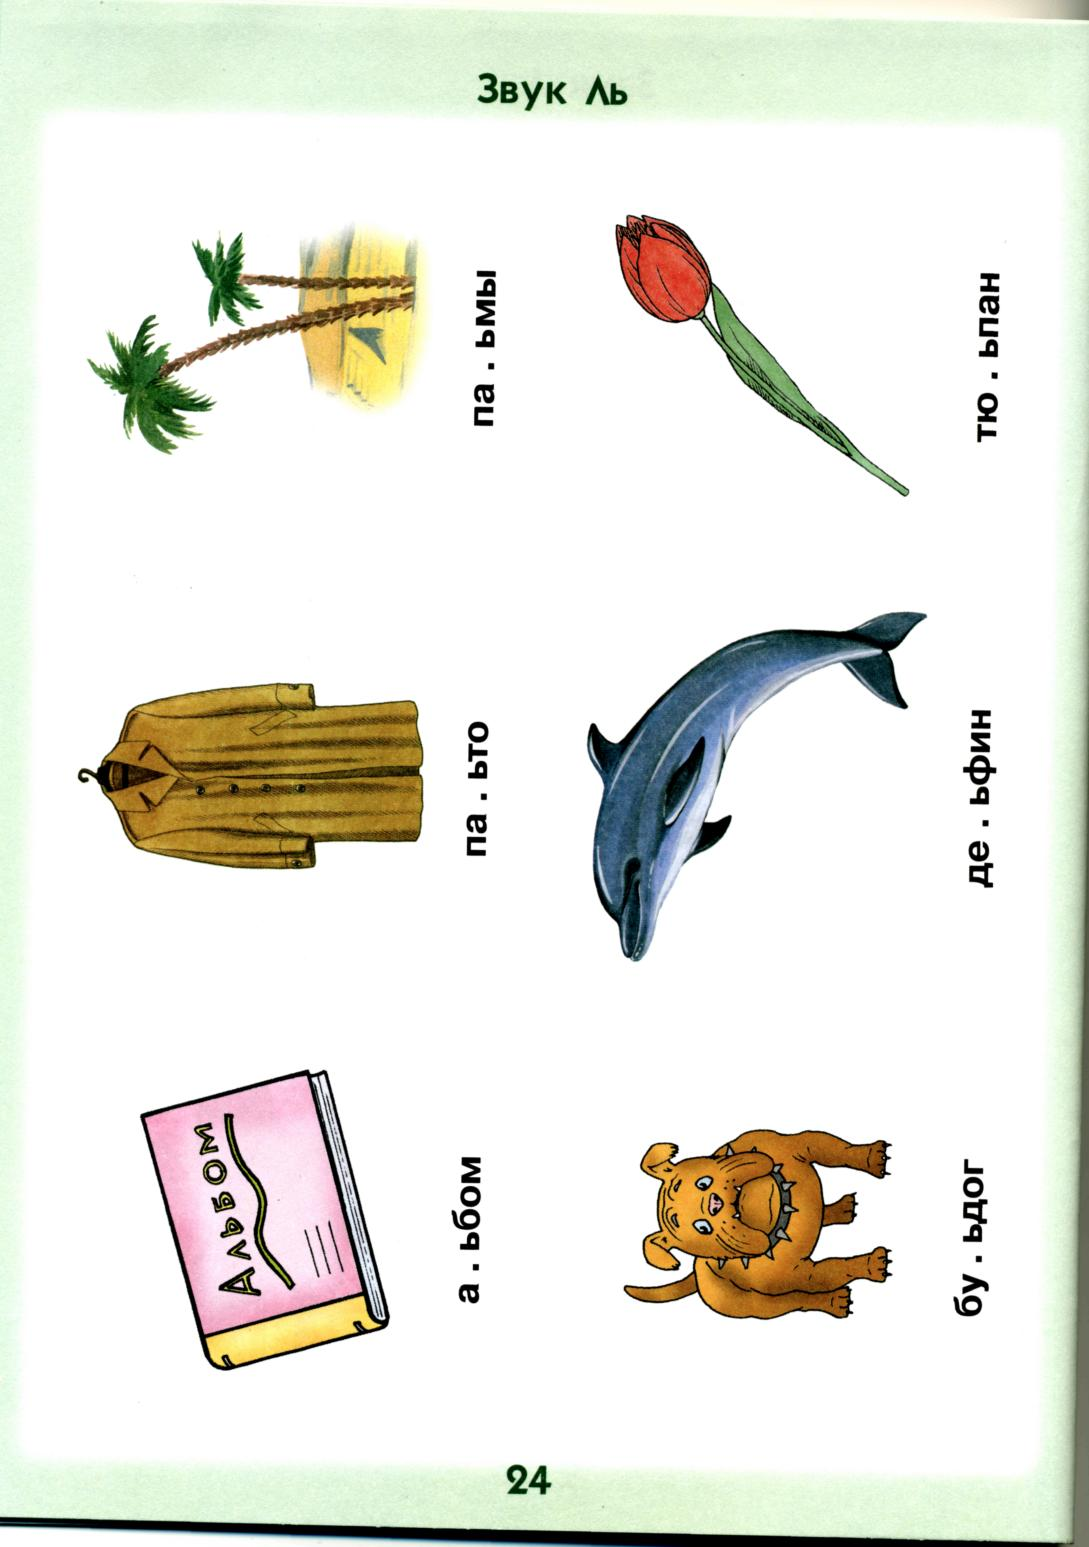 Звук Ль
Альбом
а . ьбом
па . ьто
па . ьмы
бу . ьдог
де . ьфин
тю . ьпан
24